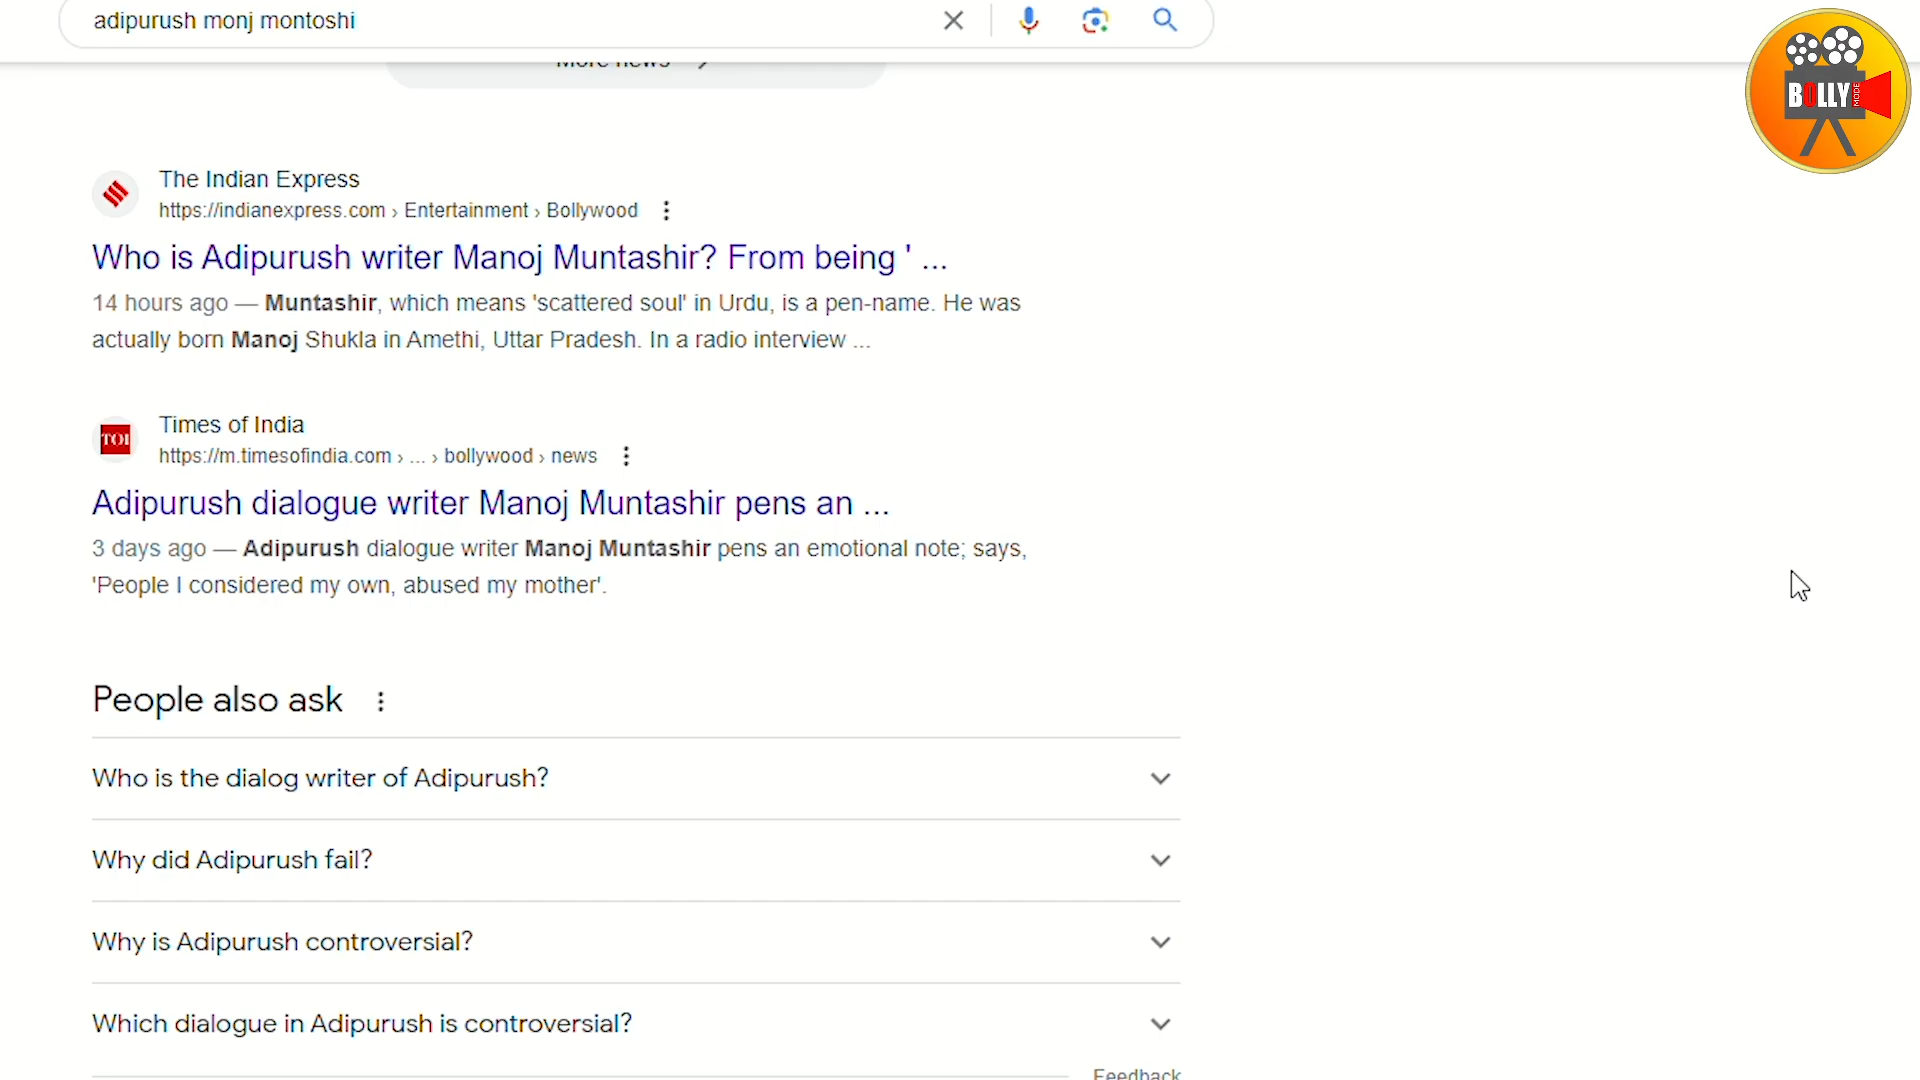 adipurush monj montoshi
More news
BOLLY MODE
The Indian Express
https://indianexpress.com › Entertainment › Bollywood
Who is Adipurush writer Manoj Muntashir? From being ' ...
14 hours ago — Muntashir, which means 'scattered soul' in Urdu, is a pen-name. He was
actually born Manoj Shukla in Amethi, Uttar Pradesh. In a radio interview ...
TOI
Times of India
https://m.timesofindia.com › ... › bollywood › news
Adipurush dialogue writer Manoj Muntashir pens an ...
3 days ago — Adipurush dialogue writer Manoj Muntashir pens an emotional note; says,
'People I considered my own, abused my mother'.
People also ask
Who is the dialog writer of Adipurush?
Why did Adipurush fail?
Why is Adipurush controversial?
Which dialogue in Adipurush is controversial?
Feedback